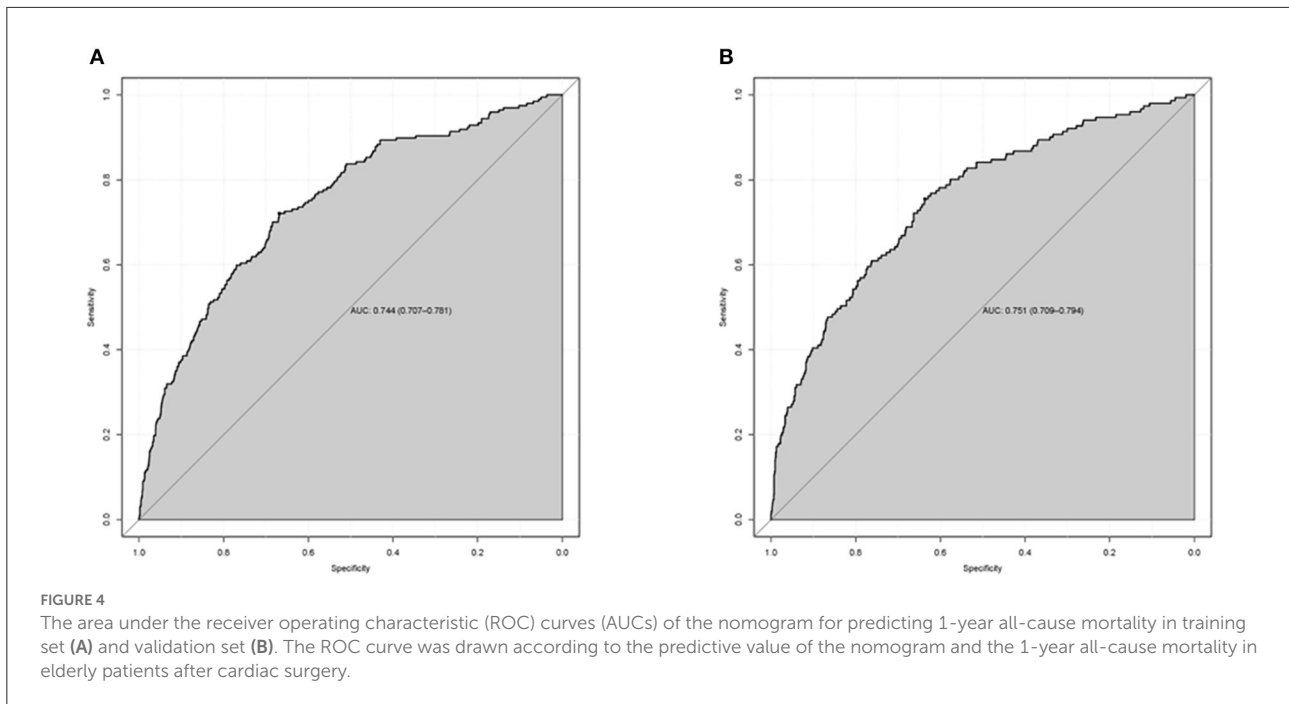 A
B
1.0
0.8
0.6
0.4
0.2
0.0
Sensitivity
AUC: 0.744 (0.707–0.781)
1.0 0.8 0.6 0.4 0.2 0.0
Specificity
1.0
0.8
0.6
0.4
0.2
0.0
Sensitivity
AUC: 0.751 (0.709–0.794)
1.0 0.8 0.6 0.4 0.2 0.0
Specificity
FIGURE 4
The area under the receiver operating characteristic (ROC) curves (AUCs) of the nomogram for predicting 1-year all-cause mortality in training
set (A) and validation set (B). The ROC curve was drawn according to the predictive value of the nomogram and the 1-year all-cause mortality in
elderly patients after cardiac surgery.